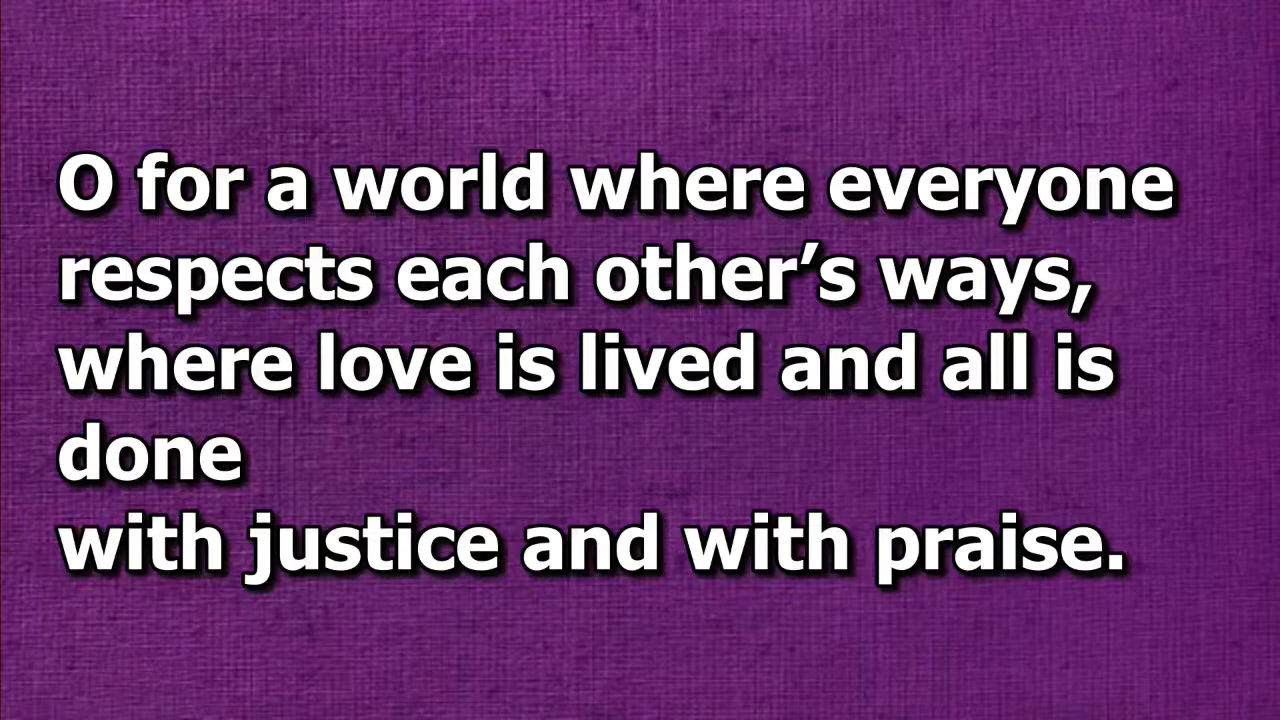 O for a world where everyone
respects each other’s ways,
where love is lived and all is
done
with justice and with praise.